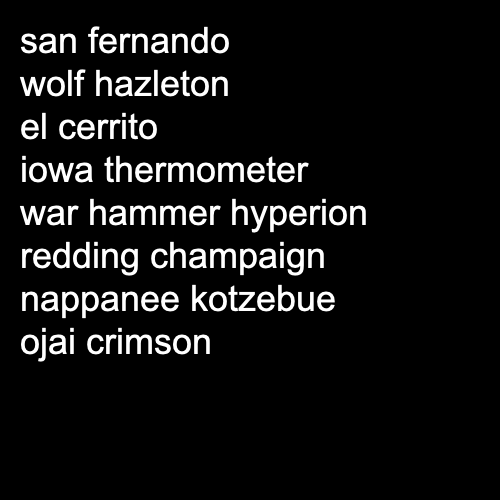 san fernando
wolf hazleton
el cerrito
iowa thermometer
war hammer hyperion
redding champaign
nappanee kotzebue
ojai crimson